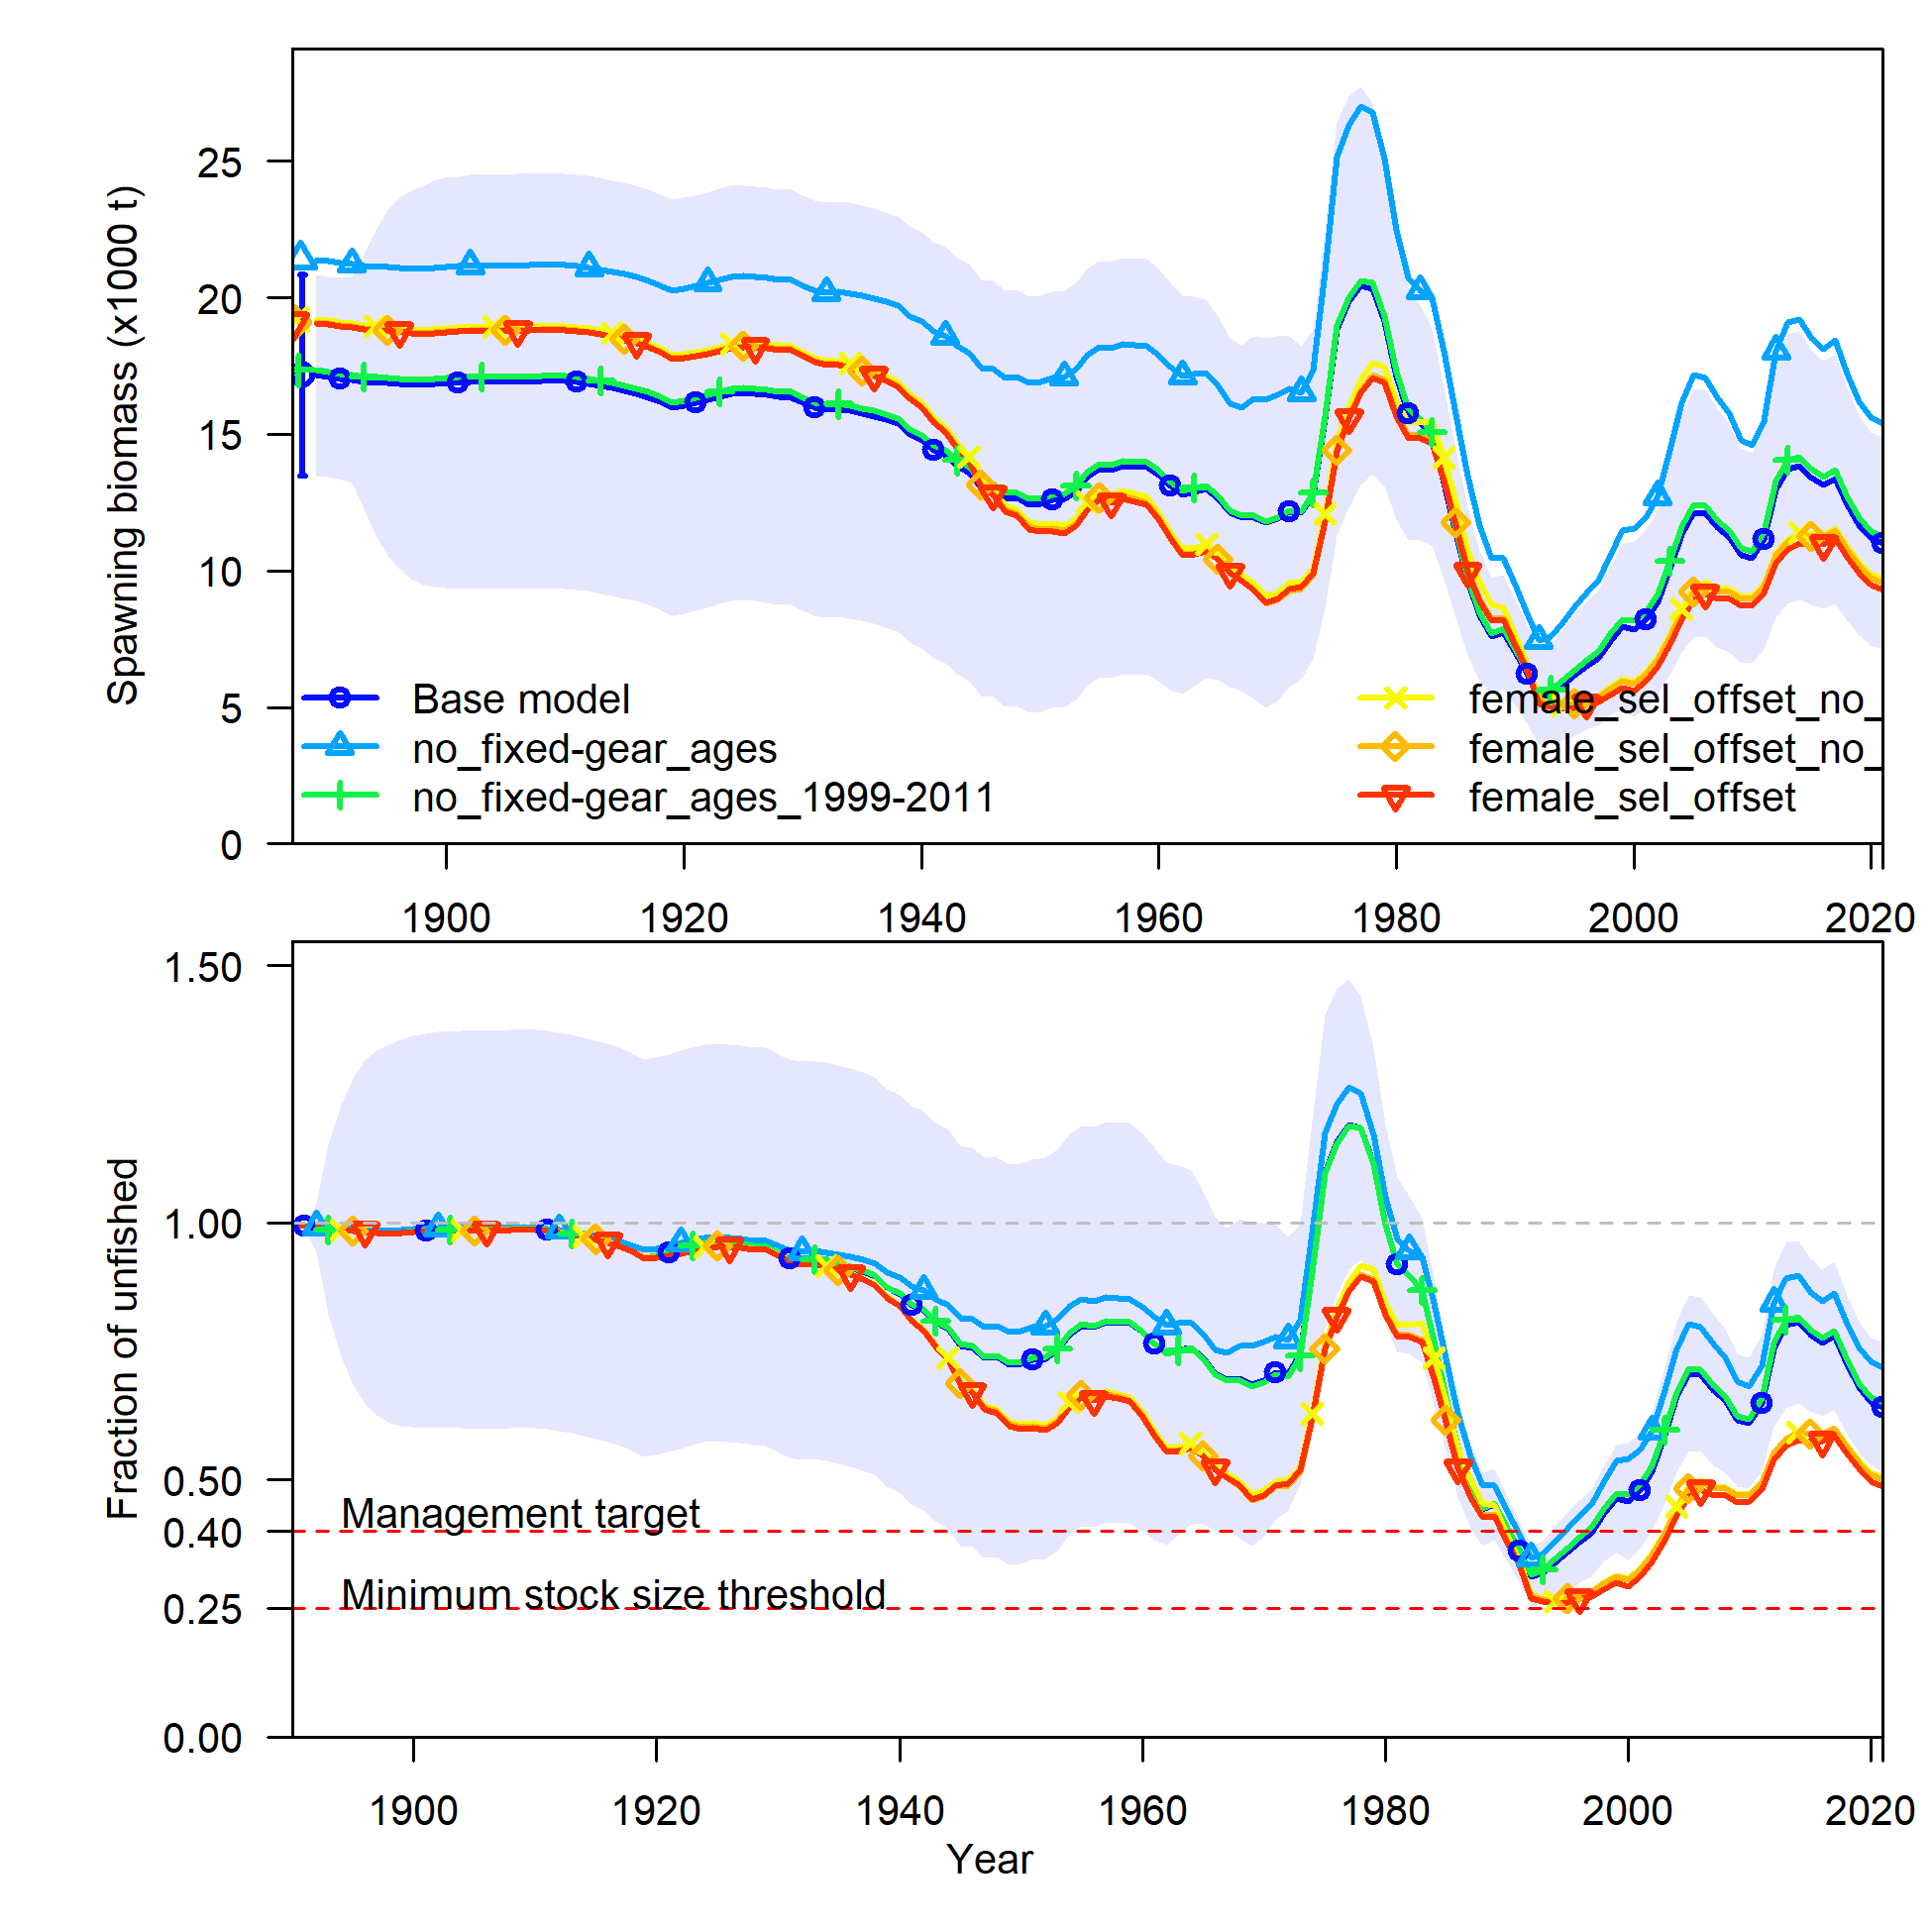 Spawning biomass (x1000 t)
25
20
15
10
5
0
Base model
no_fixed-gear_ages
no_fixed-gear_ages_1999-2011
female_sel_offset_no_
female_sel_offset_no_
female_sel_offset
1900 1920 1940 1960 1980 2000 2020
Fraction of unfished
1.50
1.00
0.50
0.40
0.25
0.00
Management target
Minimum stock size threshold
1900 1920 1940 1960 1980 2000 2020
Year